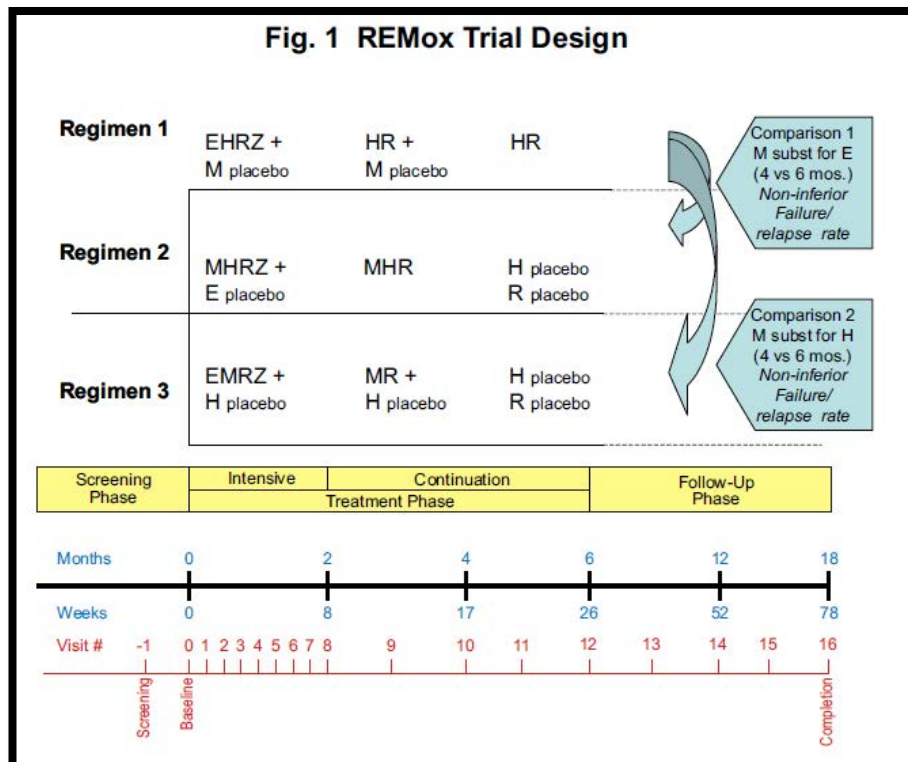 Fig. 1 REMox Trial Design
Regimen 1
EHRZ +
M placebo
HR +
M placebo
HR
Comparison 1
M subst for E
(4 vs 6 mos.)
Non-inferior
Failure/
relapse rate
Regimen 2
MHRZ +
E placebo
MHR
H placebo
R placebo
Regimen 3
EMRZ +
H placebo
MR +
H placebo
H placebo
R placebo
Comparison 2
M subst for H
(4 vs 6 mos.)
Non-inferior
Failure/
relapse rate
Screening
Phase
Intensive
Continuation
Treatment Phase
Follow-Up
Phase
Months 0 2 4 6 12 18
Weeks 0 8 17 26 52 78
Visit # -1 0 1 2 3 4 5 6 7 8 9 10 11 12 13 14 15 16
Screening
Baseline
Completion